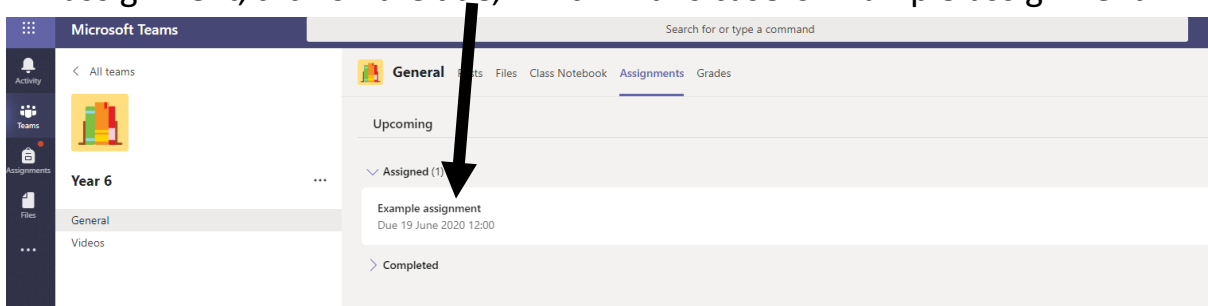 Microsoft Teams
Search for or type a command
Activity
Teams
Assignments
Files
All teams
Year 6
General
Videos
General Files Class Notebook Assignments Grades
Upcoming
Assigned (1)
Example assignment
Due 19 June 2020 12:00
Completed